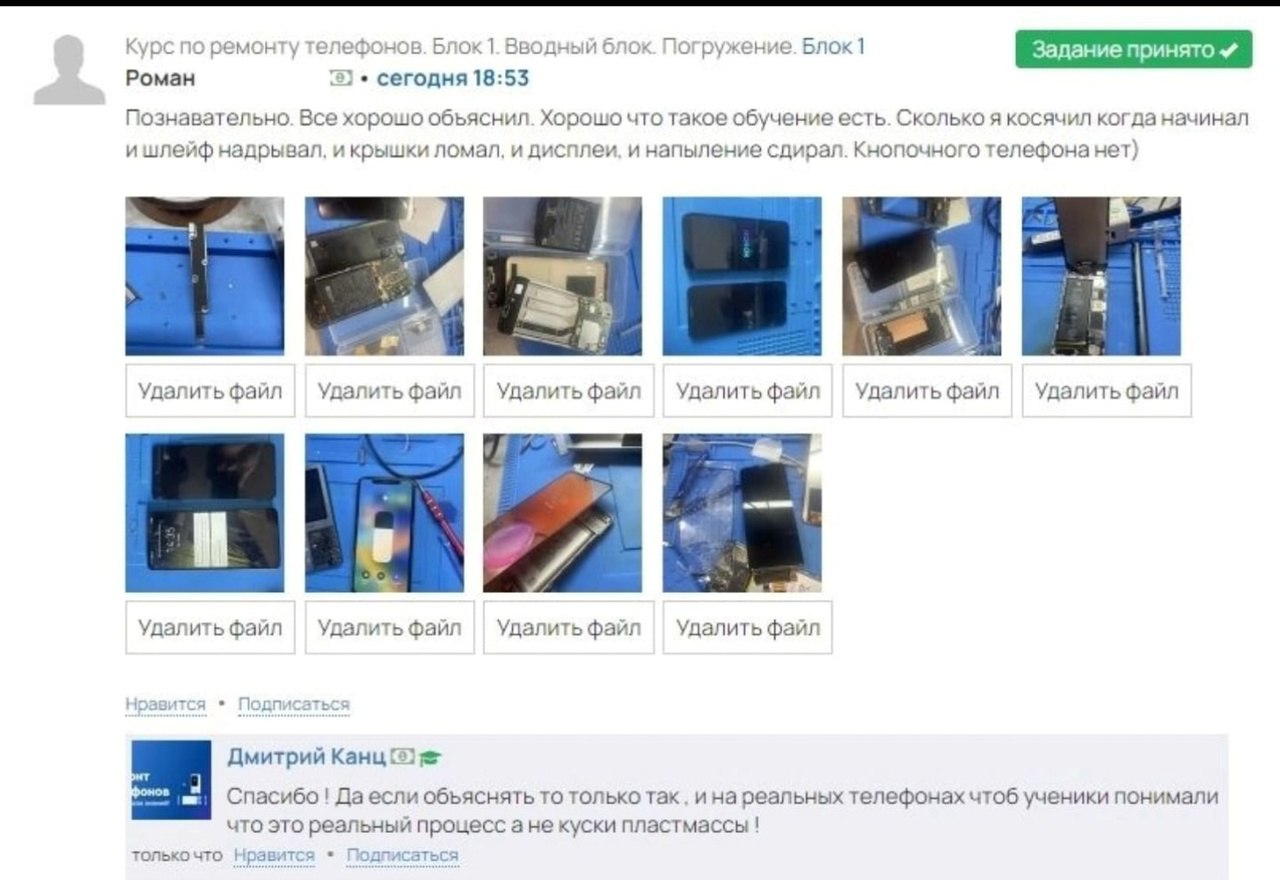 Курс по ремонту телефонов. Блок 1. Вводный блок. Погружение. Блок 1
Задание принято
Роман • сегодня 18:53
Познавательно. Все хорошо объяснил. Хорошо что такое обучение есть. Сколько я косячил когда начинал
и шлейф надрывал, и крышки ломал, и дисплеи, и напыление сдирал. Кнопочного телефона нет)
Удалить файл Удалить файл Удалить файл Удалить файл Удалить файл Удалить файл
Удалить файл Удалить файл Удалить файл Удалить файл
Нравится • Подписаться
Дмитрий Канц
Спасибо ! Да если объяснять то только так , и на реальных телефонах чтоб ученики понимали
что это реальный процесс а не куски пластмассы !
только что Нравится • Подписаться